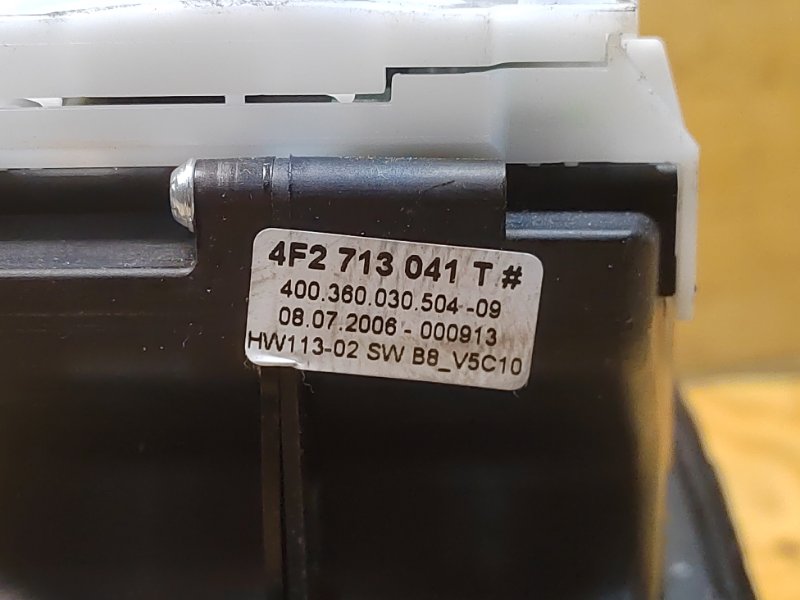 4F2 713 041 T #
400.360.030.504-09
08.07.2006 - 000913
HW113-02 SW B8_V5C10